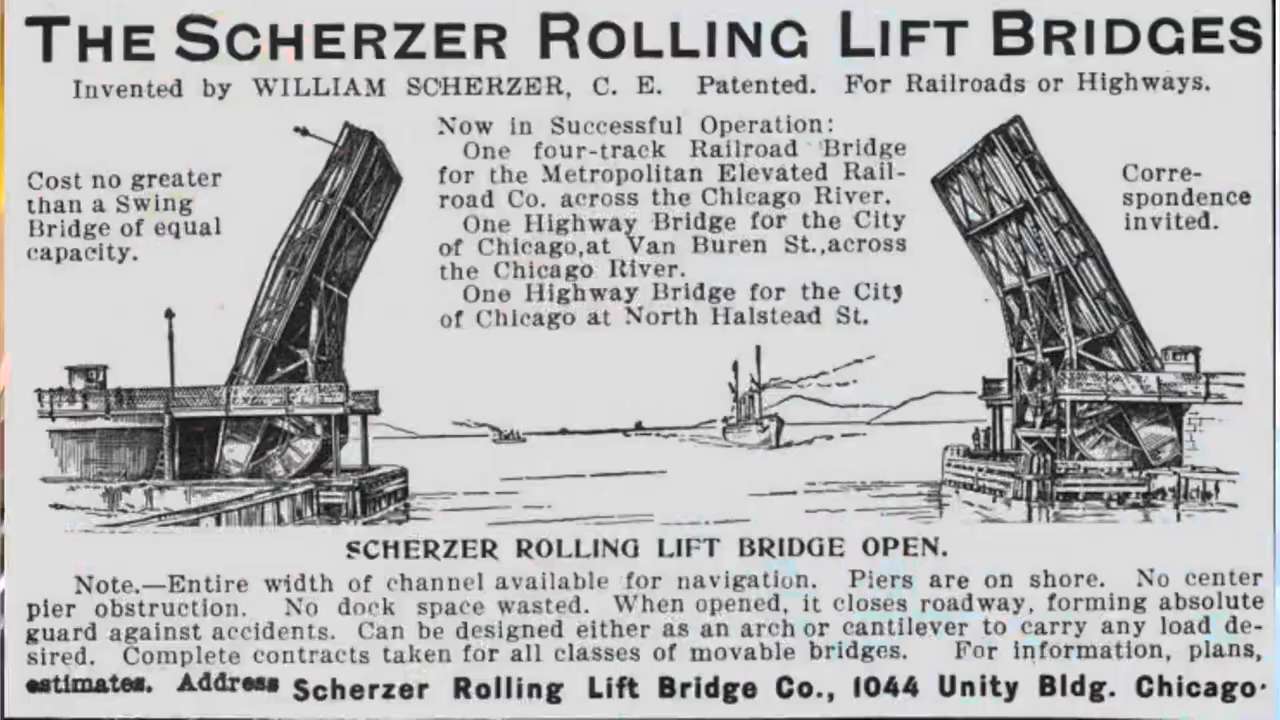 THE SCHERZER ROLLING LIFT BRIDGES
Invented by WILLIAM SCHERZER, C. E. Patented. For Railroads or Highways.
Cost no greater
than a Swing
Bridge of equal
capacity.
Now in Successful Operation:
One four-track Railroad Bridge
for the Metropolitan Elevated Rail-
road Co. across the Chicago River.
One Highway Bridge for the City
of Chicago, at Van Buren St., across
the Chicago River.
One Highway Bridge for the City
of Chicago at North Halstead St.
Corre-
spondence
invited.
SCHERZER ROLLING LIFT BRIDGE OPEN.
Note.—Entire width of channel available for navigation. Piers are on shore. No center
pier obstruction. No dock space wasted. When opened, it closes roadway, forming absolute
guard against accidents. Can be designed either as an arch or cantilever to carry any load de-
sired. Complete contracts taken for all classes of movable bridges. For information, plans,
estimates. Address Scherzer Rolling Lift Bridge Co., 1044 Unity Bldg. Chicago.